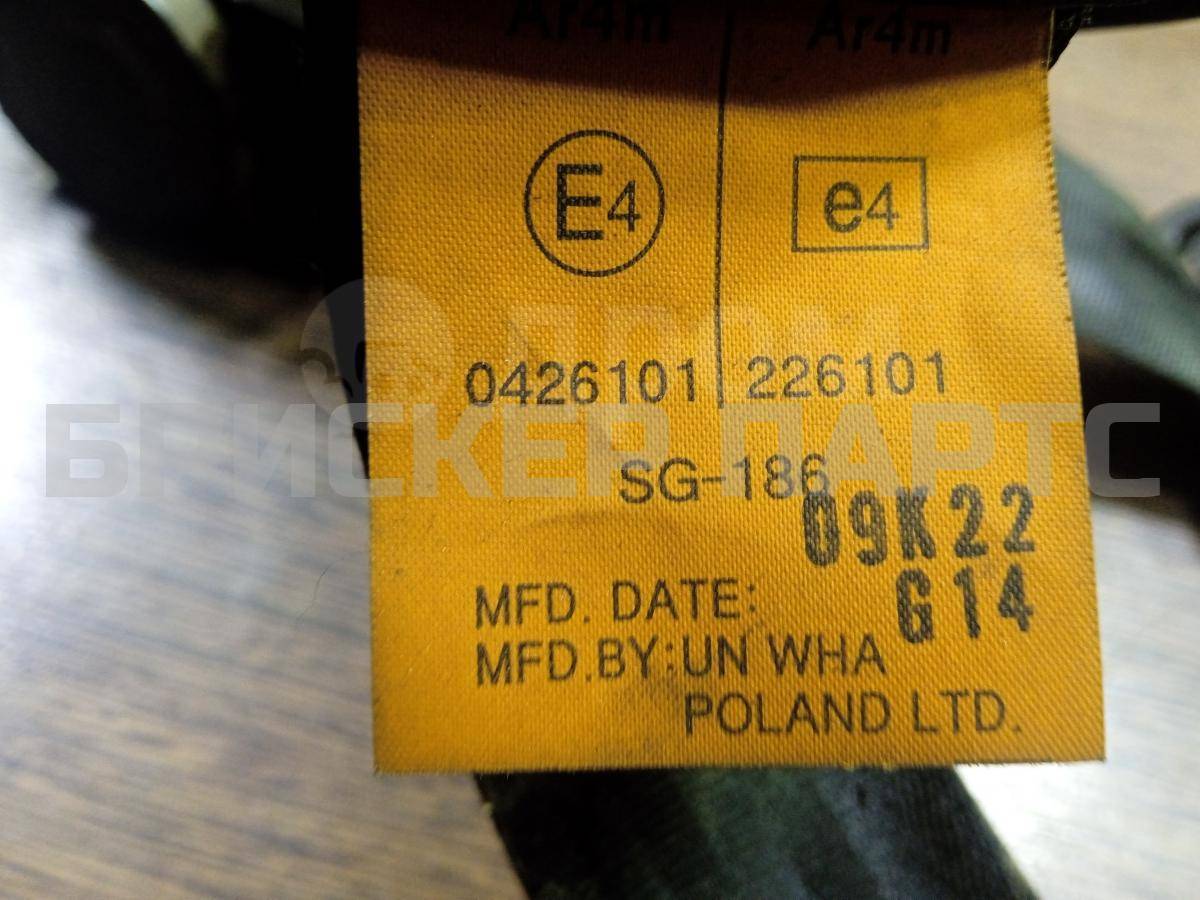 Ar4m Ar4m
E4 e4
ДРОМ
0426101 226101
БРИСКЕР ПАРТС
SG-186
09K22
MFD. DATE: G14
MFD.BY:UN WHA
POLAND LTD.